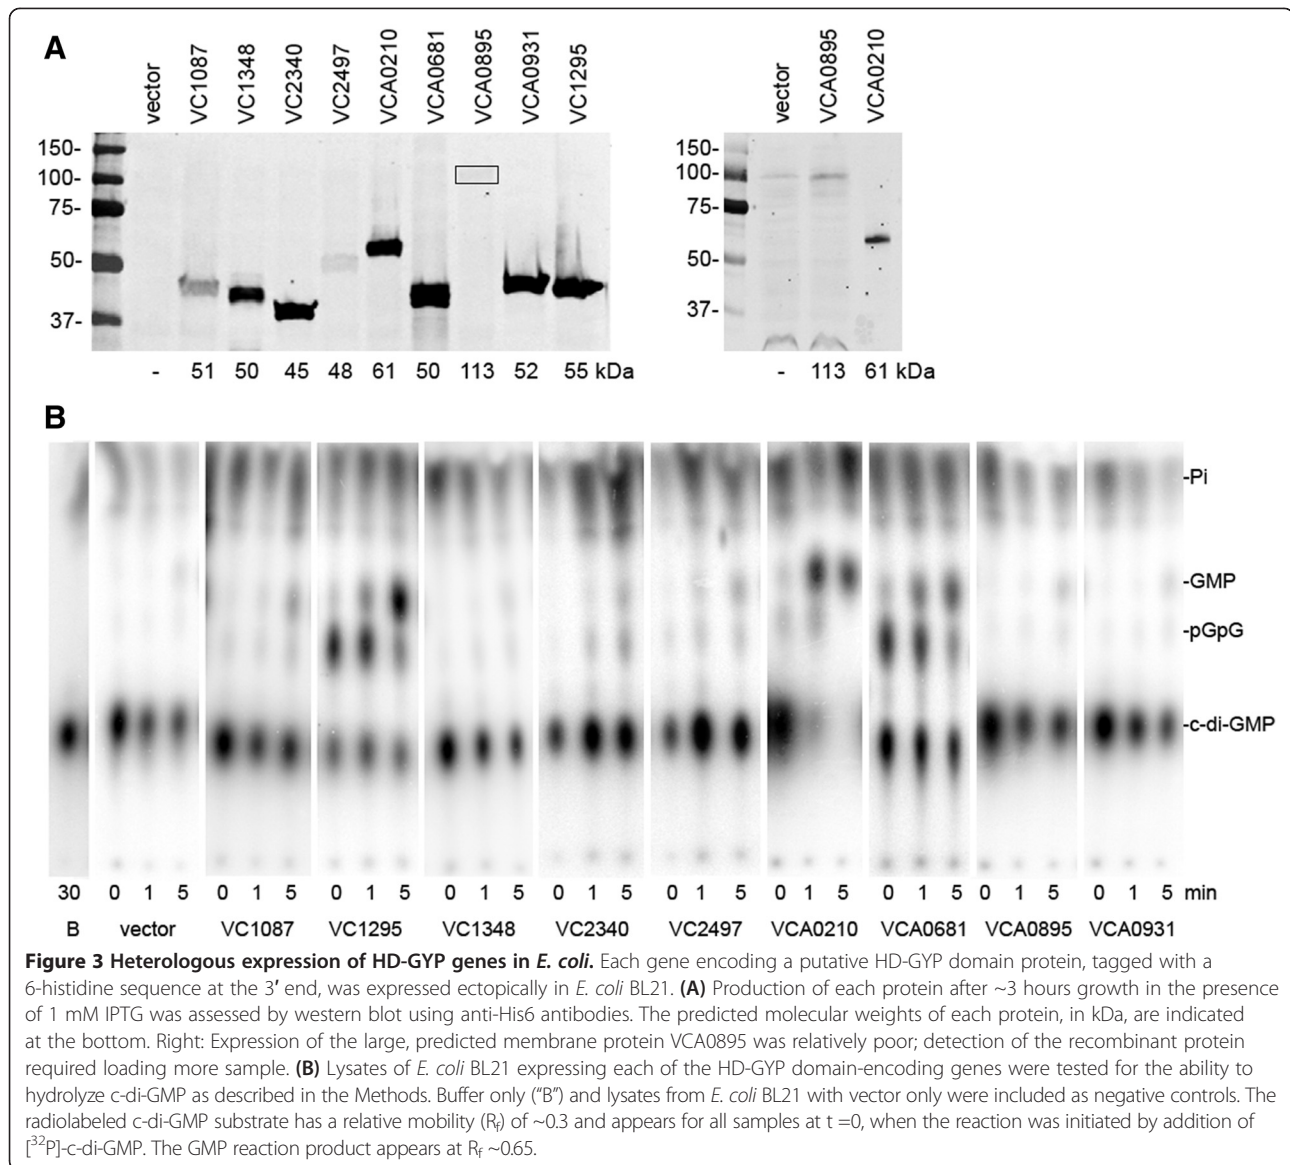 A
vector VC1087 VC1348 VC2340 VC2497 VCA0210 VCA0681 VCA0895 VCA0931 VC1295
150-
100-
75-
50-
37-
- 51 50 45 48 61 50 113 52 55 kDa
vector VCA0895 VCA0210
150-
100-
75-
50-
37-
- 113 61 kDa
B
-Pi
-GMP
-pGpG
-c-di-GMP
30 0 1 5 0 1 5 0 1 5 0 1 5 0 1 5 0 1 5 0 1 5 0 1 5 0 1 5 0 1 5 min
B vector VC1087 VC1295 VC1348 VC2340 VC2497 VCA0210 VCA0681 VCA0895 VCA0931
Figure 3 Heterologous expression of HD-GYP genes in E. coli. Each gene encoding a putative HD-GYP domain protein, tagged with a
6-histidine sequence at the 3′ end, was expressed ectopically in E. coli BL21. (A) Production of each protein after ~3 hours growth in the presence
of 1 mM IPTG was assessed by western blot using anti-His6 antibodies. The predicted molecular weights of each protein, in kDa, are indicated
at the bottom. Right: Expression of the large, predicted membrane protein VCA0895 was relatively poor; detection of the recombinant protein
required loading more sample. (B) Lysates of E. coli BL21 expressing each of the HD-GYP domain-encoding genes were tested for the ability to
hydrolyze c-di-GMP as described in the Methods. Buffer only (“B”) and lysates from E. coli BL21 with vector only were included as negative controls. The
radiolabeled c-di-GMP substrate has a relative mobility (Rf) of ~0.3 and appears for all samples at t =0, when the reaction was initiated by addition of
[32P]-c-di-GMP. The GMP reaction product appears at Rf ~0.65.